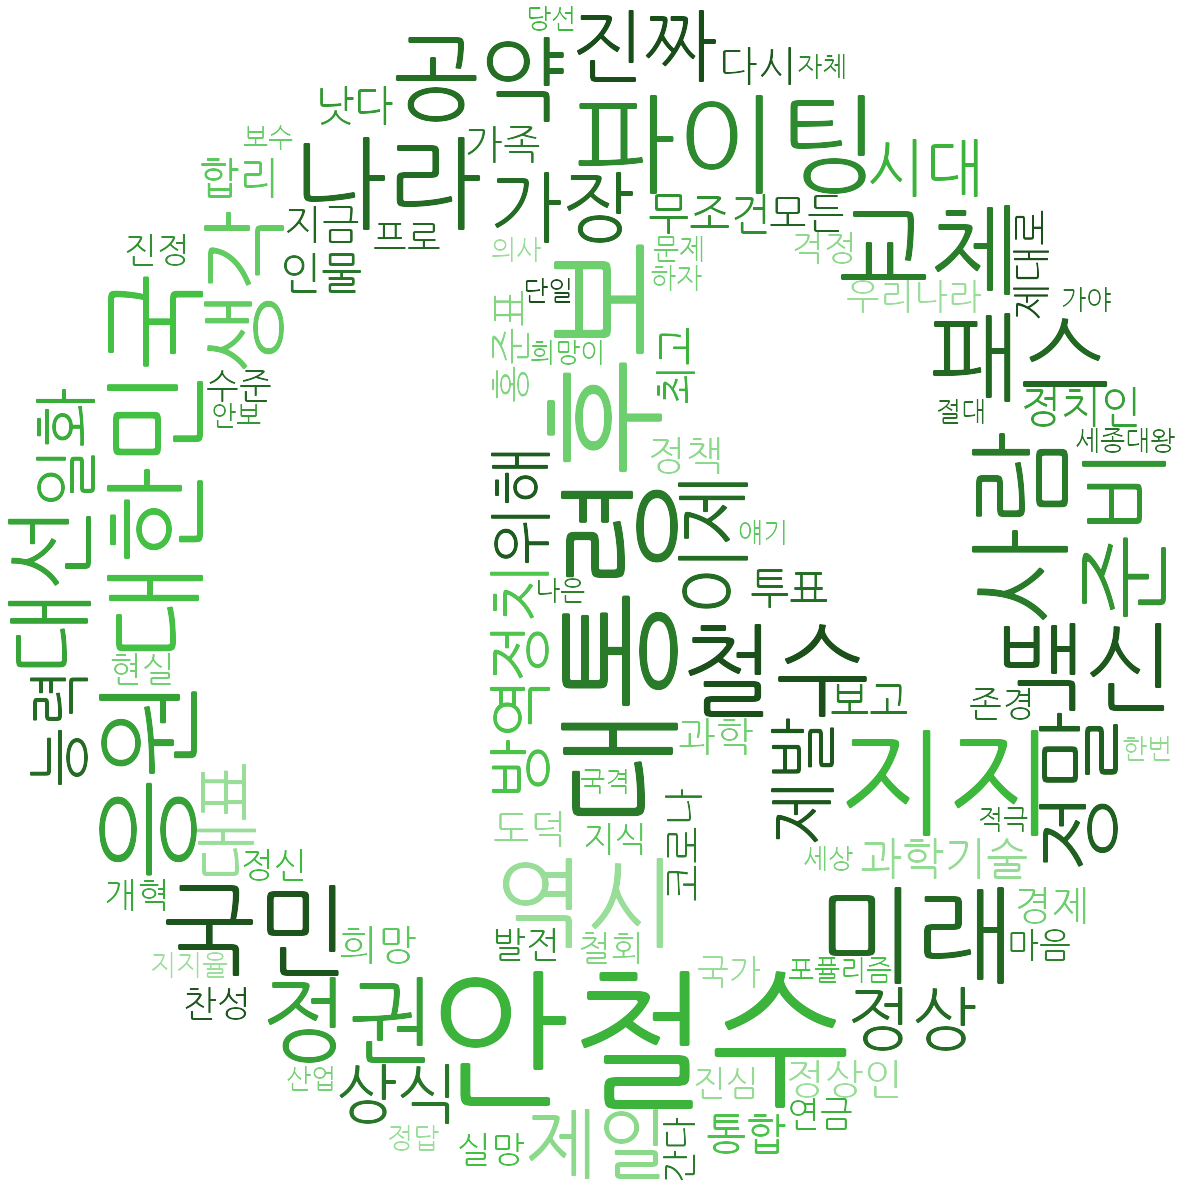 당선
진짜
공약
다시
자체
낫다
파이팅
보수
가족
시대
합리
나라
가장
무조건
모든
지금
프로
교체
제대로
진정
생각
인물
의사
문제
걱정
하자
단일
우리나라
가야
대한민국
홍준표
후보
희망이
최고
패스
수준
안보
절대
정치인
세종대왕
정책
단일화
대선
사람
준비
위해
대통령
이제
얘기
나은
투표
방역
정치
현실
능력
응원
철수
백신
보고
존경
과학
제발
정말
한번
지지
대표
국격
코로나
적극
도덕
지식
정신
세상
과학기술
개혁
국민
역시
미래
경제
희망
발전
철회
마음
지지율
국가
포퓰리즘
찬성
정권
안철수
정상
산업
상식
진심
정상인
연금
정답
실망
제일
간다
통합